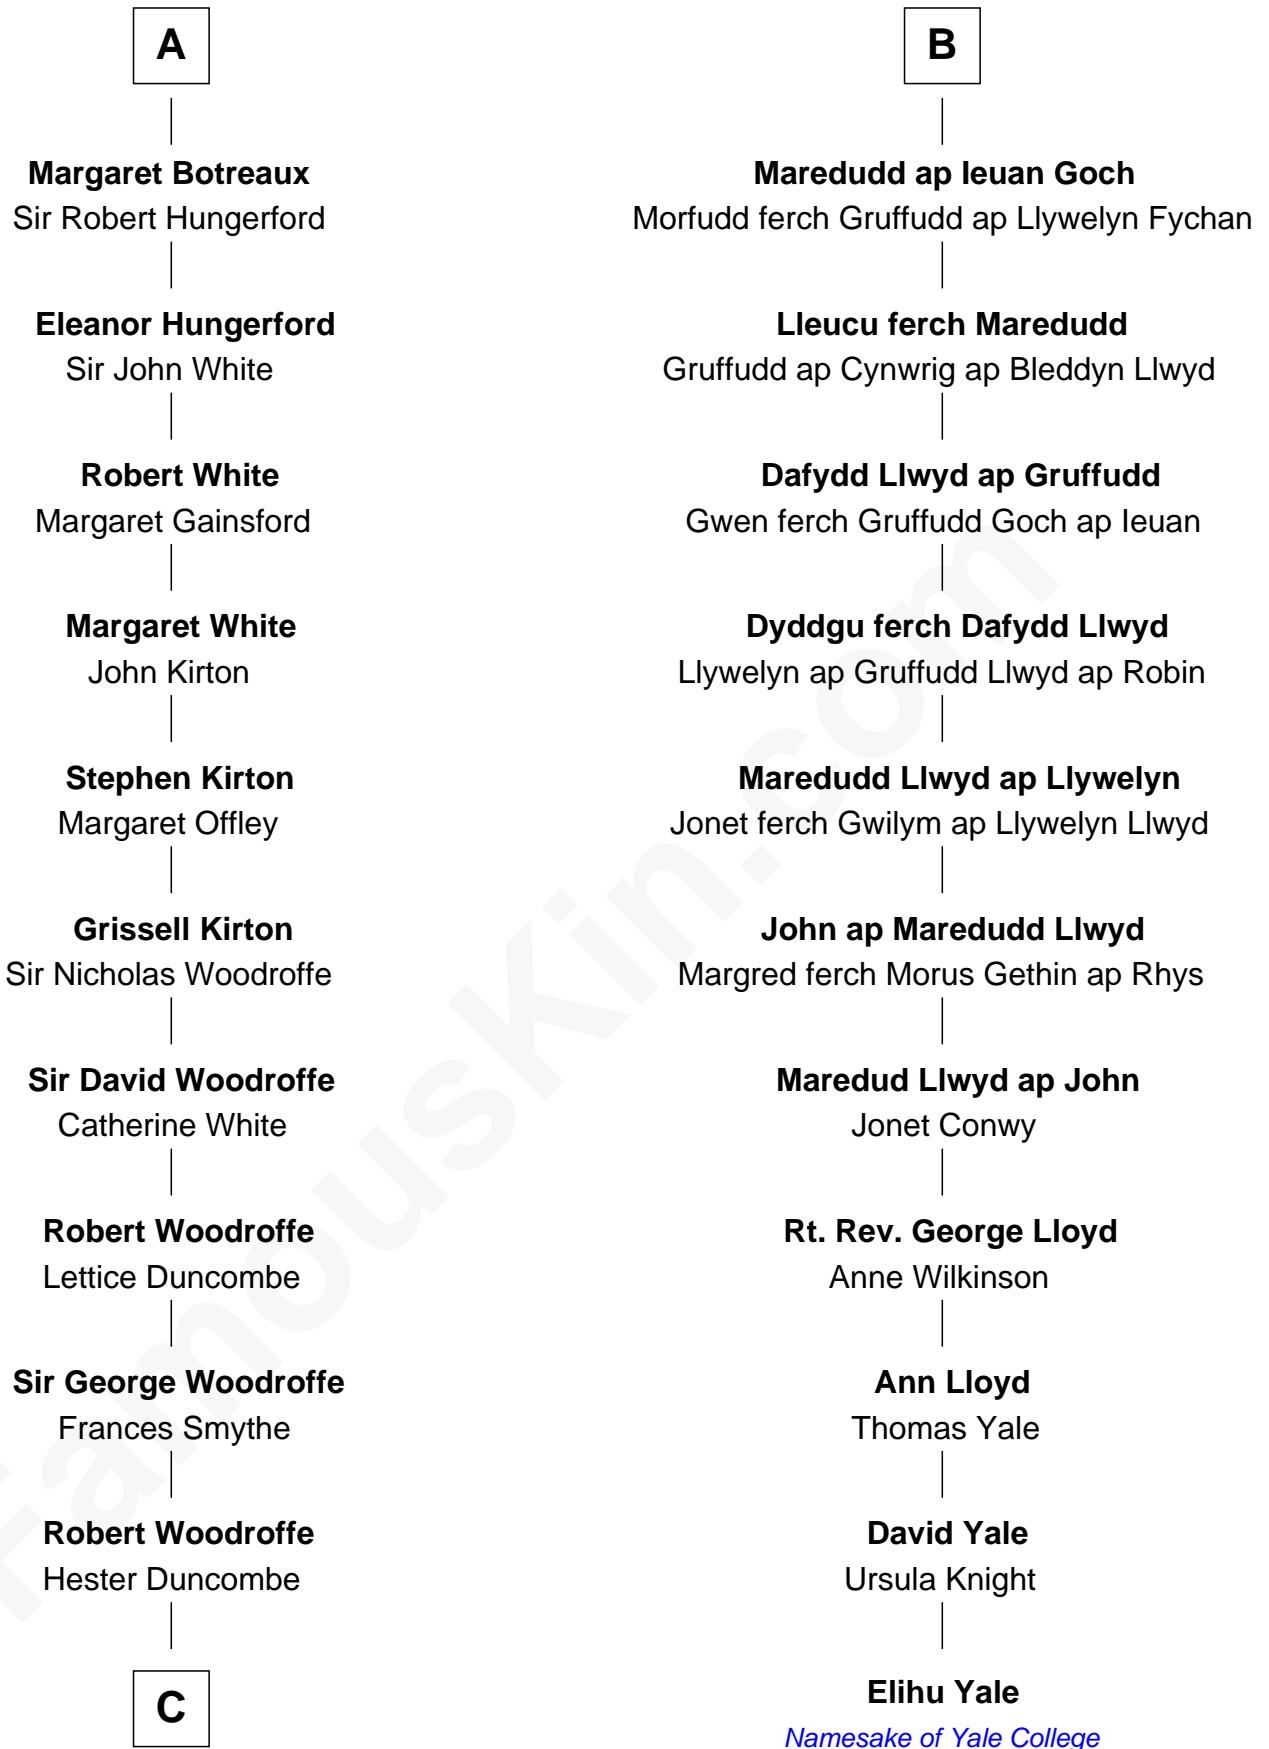 A
Margaret Botreaux
Sir Robert Hungerford
Eleanor Hungerford
Sir John White
Robert White
Margaret Gainsford
Margaret White
John Kirton
Stephen Kirton
Margaret Offley
Grissell Kirton
Sir Nicholas Woodroffe
Sir David Woodroffe
Catherine White
Robert Woodroffe
Lettice Duncombe
Sir George Woodroffe
Frances Smythe
Robert Woodroffe
Hester Duncombe
C
B
Maredudd ap Ieuan Goch
Morfudd ferch Gruffudd ap Llywelyn Fychan
Lleucu ferch Maredudd
Gruffudd ap Cynwrig ap Bleddyn Llwyd
Dafydd Llwyd ap Gruffudd
Gwen ferch Gruffudd Goch ap Ieuan
Dyddgu ferch Dafydd Llwyd
Llywelyn ap Gruffudd Llwyd ap Robin
Maredudd Llwyd ap Llywelyn
Jonet ferch Gwilym ap Llywelyn Llwyd
John ap Maredudd Llwyd
Margred ferch Morus Gethin ap Rhys
Maredud Llwyd ap John
Jonet Conwy
Rt. Rev. George Lloyd
Anne Wilkinson
Ann Lloyd
Thomas Yale
David Yale
Ursula Knight
Elihu Yale
Namesake of Yale College
FamousKin.com